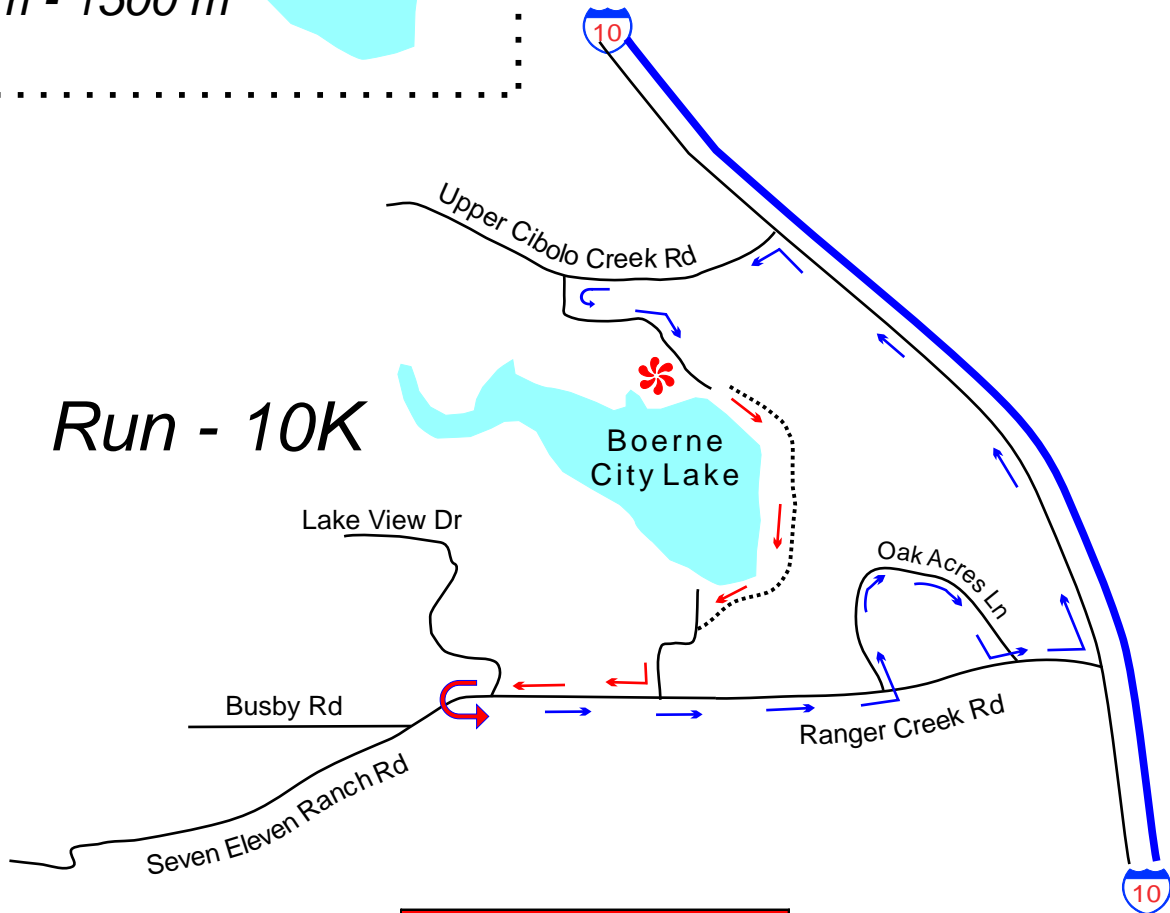 - 1500 m
10
Upper Cibolo Creek Rd
Run - 10K
Boerne
City Lake
Lake View Dr
Oak Acres Ln
Busby Rd
Ranger Creek Rd
Seven Eleven Ranch Rd
10